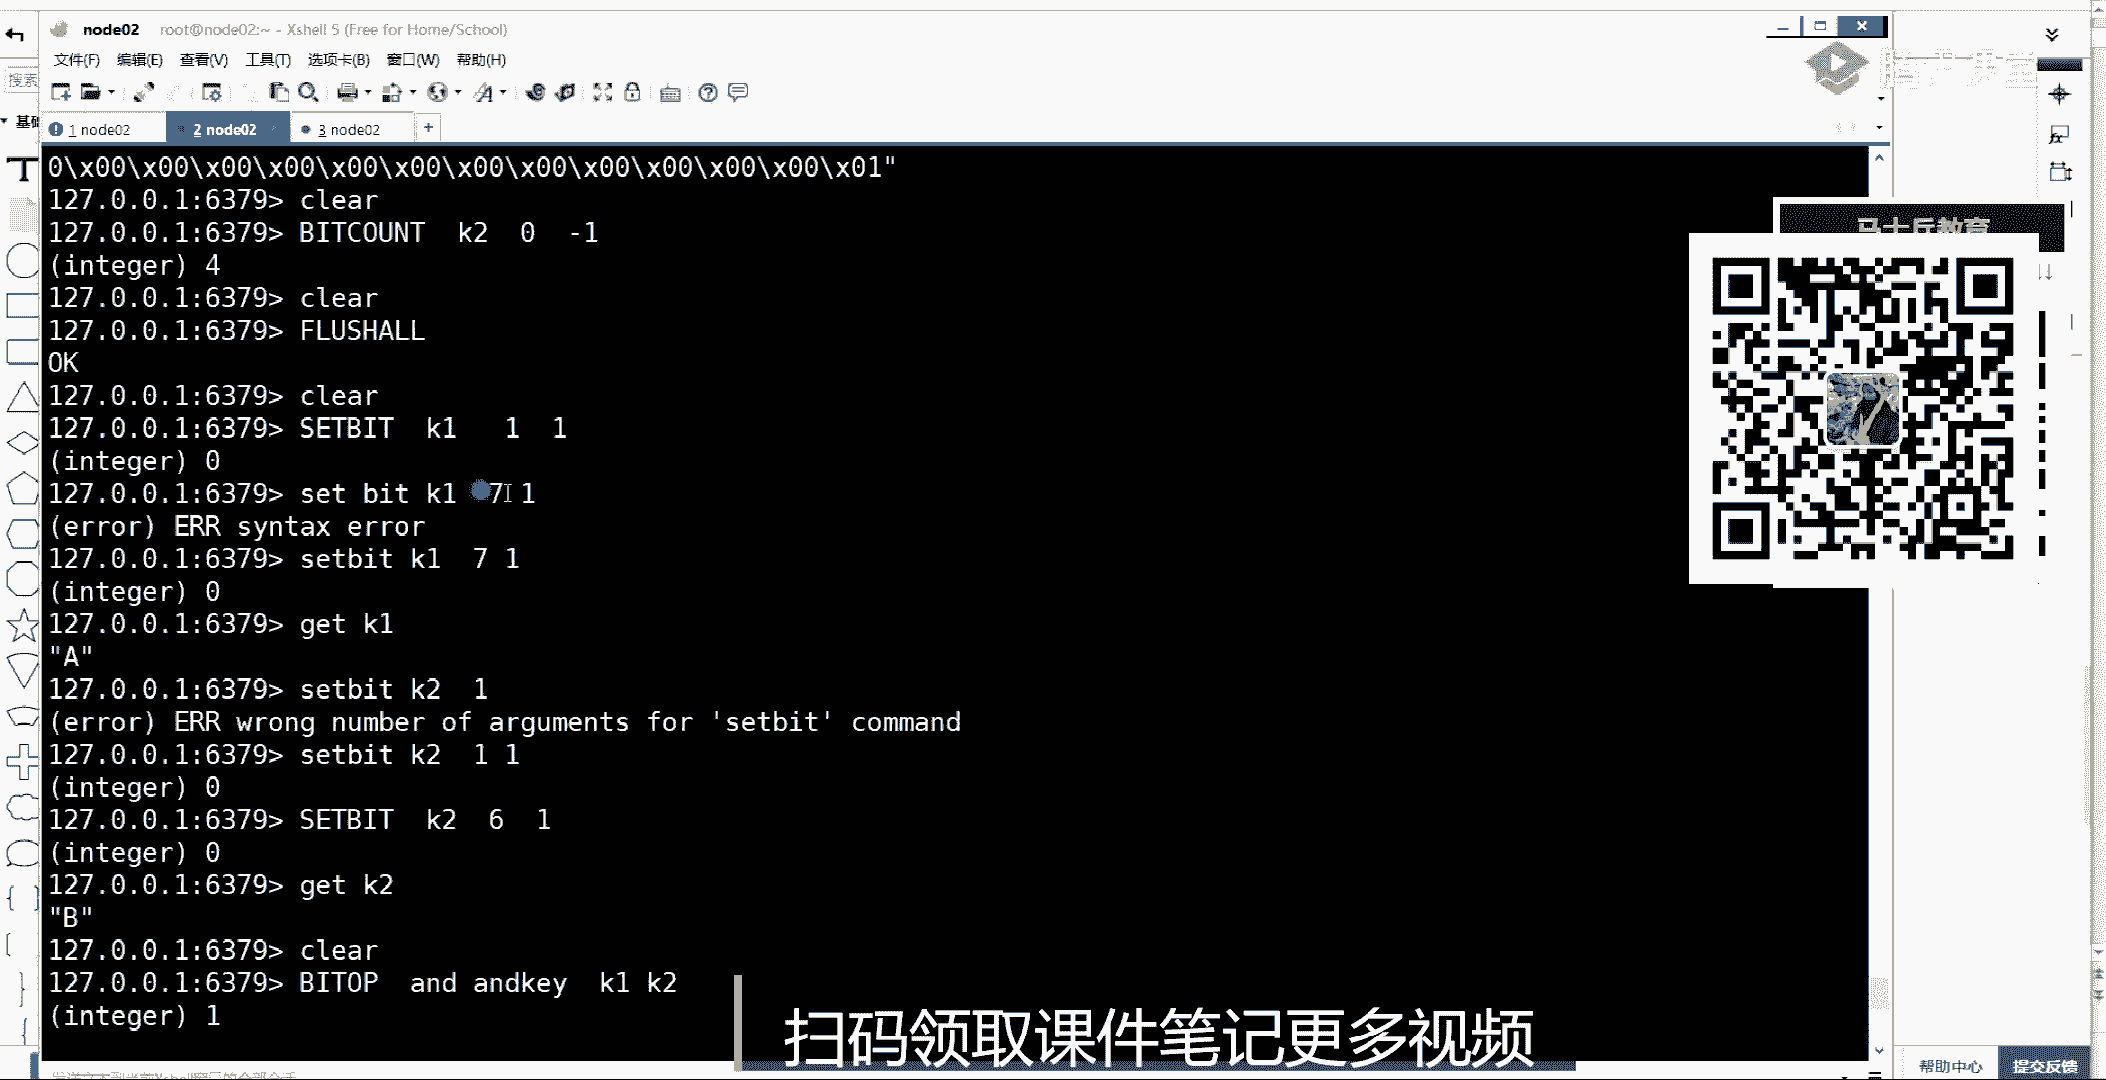 node02 root@node02:~ - Xshell 5 (Free for Home/School)
文件(F) 编辑(E) 查看(V) 工具(T) 选项卡(B) 窗口(W) 帮助(H)
搜索
基础
1 node02 2 node02 3 node02 +
0\x00\x00\x00\x00\x00\x00\x00\x00\x00\x00\x00\x00\x01"
127.0.0.1:6379> clear
127.0.0.1:6379> BITCOUNT  k2  0  -1
(integer) 4
127.0.0.1:6379> clear
127.0.0.1:6379> FLUSHALL
OK
127.0.0.1:6379> clear
127.0.0.1:6379> SETBIT  k1   1  1
(integer) 0
127.0.0.1:6379> set bit k1  7 1
(error) ERR syntax error
127.0.0.1:6379> setbit k1  7 1
(integer) 0
127.0.0.1:6379> get k1
"A"
127.0.0.1:6379> setbit k2  1
(error) ERR wrong number of arguments for 'setbit' command
127.0.0.1:6379> setbit k2  1 1
(integer) 0
127.0.0.1:6379> SETBIT  k2  6  1
(integer) 0
127.0.0.1:6379> get k2
"B"
127.0.0.1:6379> clear
127.0.0.1:6379> BITOP  and andkey  k1 k2
(integer) 1
马士兵教育
扫码领取课件笔记更多视频
帮助中心 提交反馈